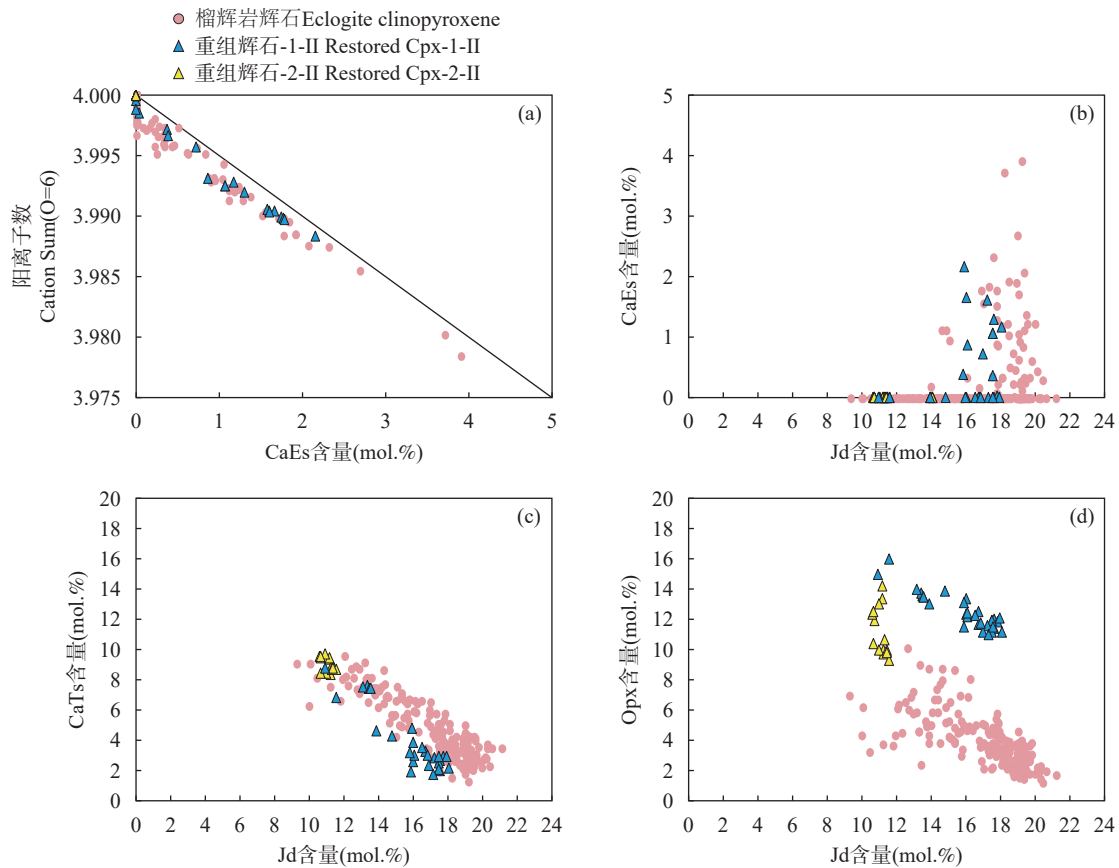 榴辉岩辉石Eclogite clinopyroxene
重组辉石-1-II Restored Cpx-1-II
重组辉石-2-II Restored Cpx-2-II
(a)
4.000
3.995
3.990
3.985
3.980
3.975
阳离子数
Cation Sum(O=6)
0 1 2 3 4 5
CaEs含量(mol.%)
(b)
5
4
3
2
1
0
CaEs含量(mol.%)
0 2 4 6 8 10 12 14 16 18 20 22 24
Jd含量(mol.%)
(c)
20
18
16
14
12
10
8
6
4
2
0
CaTs含量(mol.%)
0 2 4 6 8 10 12 14 16 18 20 22 24
Jd含量(mol.%)
(d)
20
18
16
14
12
10
8
6
4
2
0
Opx含量(mol.%)
0 2 4 6 8 10 12 14 16 18 20 22 24
Jd含量(mol.%)